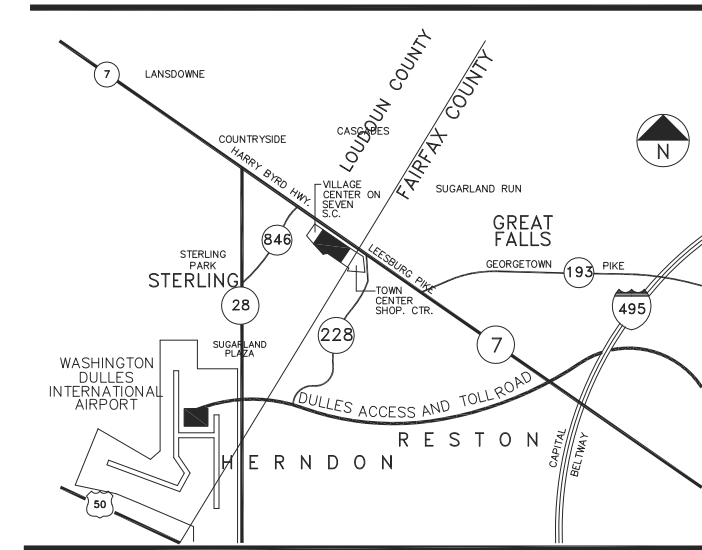 7
LANSDOWNE
LOUDOUN COUNTY
FAIRFAX COUNTY
COUNTRYSIDE
CASCADES
HARRY BYRD HWY.
N
VILLAGE
CENTER ON
SEVEN
S.C.
SUGARLAND RUN
GREAT
FALLS
846
LEESBURG PIKE
STERLING
PARK
STERLING
GEORGETOWN
193
PIKE
TOWN
CENTER
SHOP. CTR.
28
495
228
7
SUGARLAND
PLAZA
WASHINGTON
DULLES
INTERNATIONAL
AIRPORT
DULLES ACCESS AND TOLL ROAD
RESTON
CAPITAL
BELTWAY
HERNDON
50